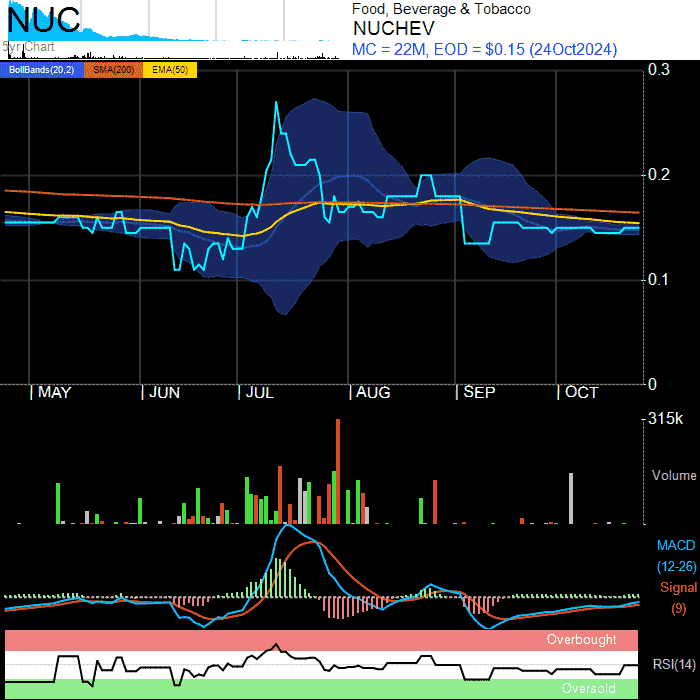 NUC
5yr Chart
Food, Beverage & Tobacco
NUCHEV
MC = 22M, EOD = $0.15 (24Oct2024)
BollBands(20,2) SMA(200) EMA(50)
0.3
0.2
0.1
0
MAY JUN JUL AUG SEP OCT
315k
Volume
MACD
(12-26)
Signal
(9)
Overbought
RSI(14)
Oversold